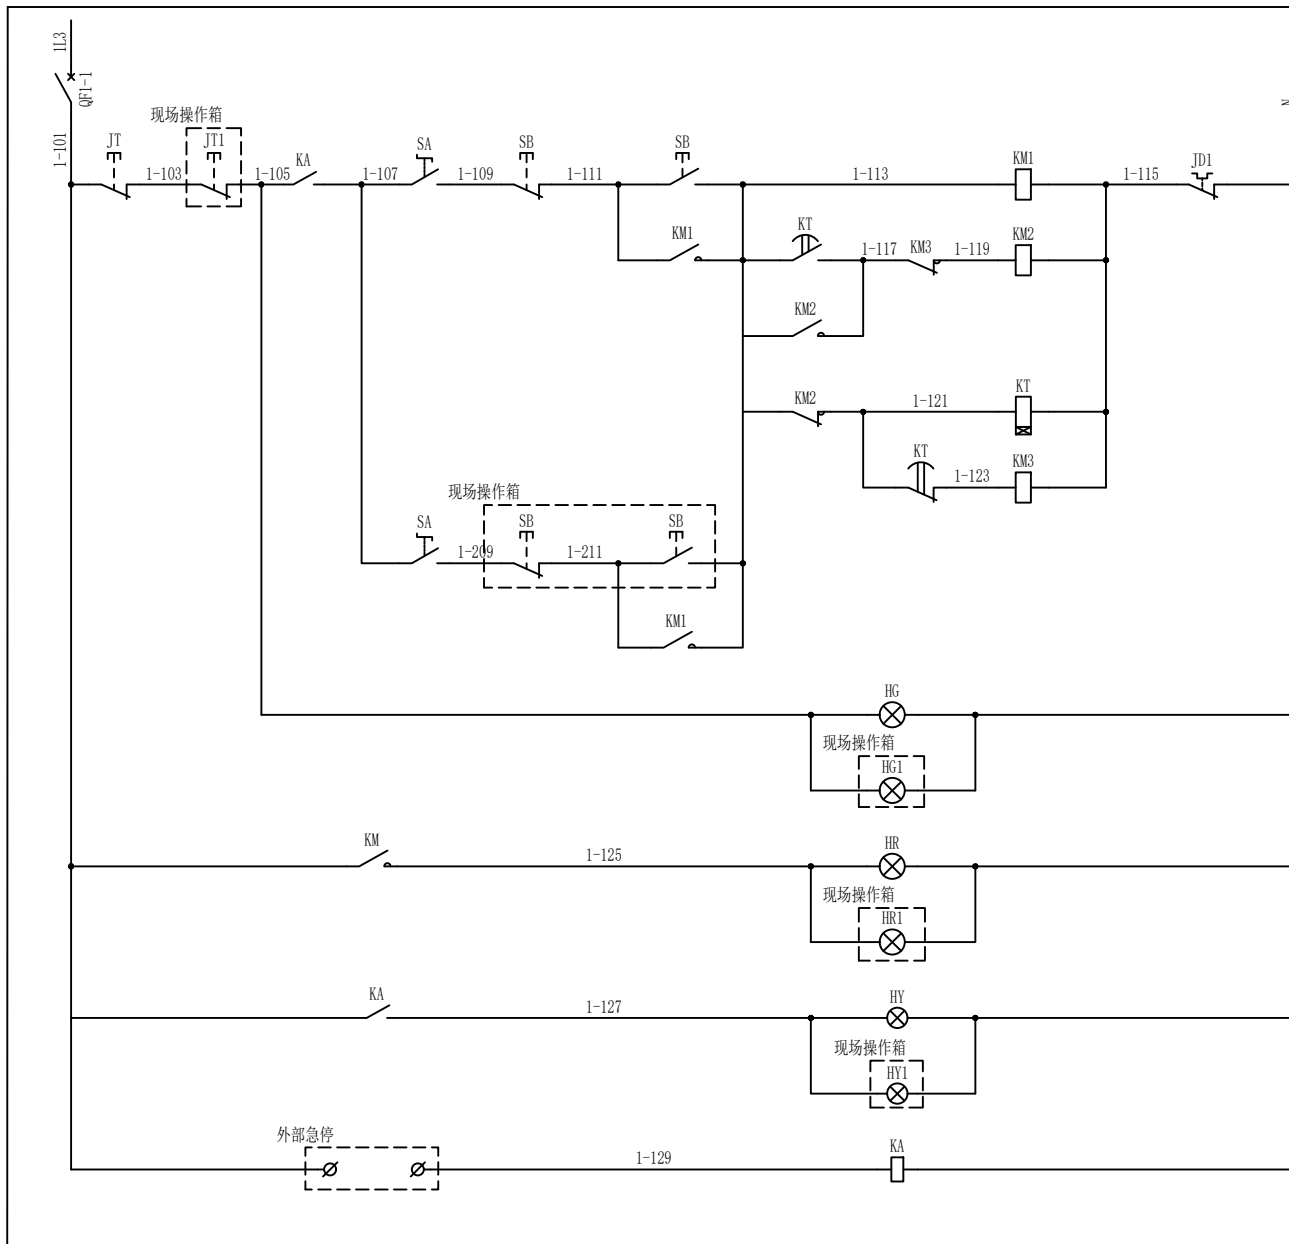 1L3
QF1-1
N
现场操作箱
1-101
JT
JT1
SA
SB
SB
1-103
1-105
KA
1-107
1-109
1-111
1-113
KM1
1-115
JD1
KM1
KT
1-117
KM3
1-119
KM2
KM2
KM2
1-121
KT
KT
1-123
KM3
现场操作箱
SA
SB
SB
1-209
1-211
KM1
HG
现场操作箱
HG1
KM
1-125
HR
现场操作箱
HR1
KA
1-127
HY
现场操作箱
HY1
外部急停
1-129
KA